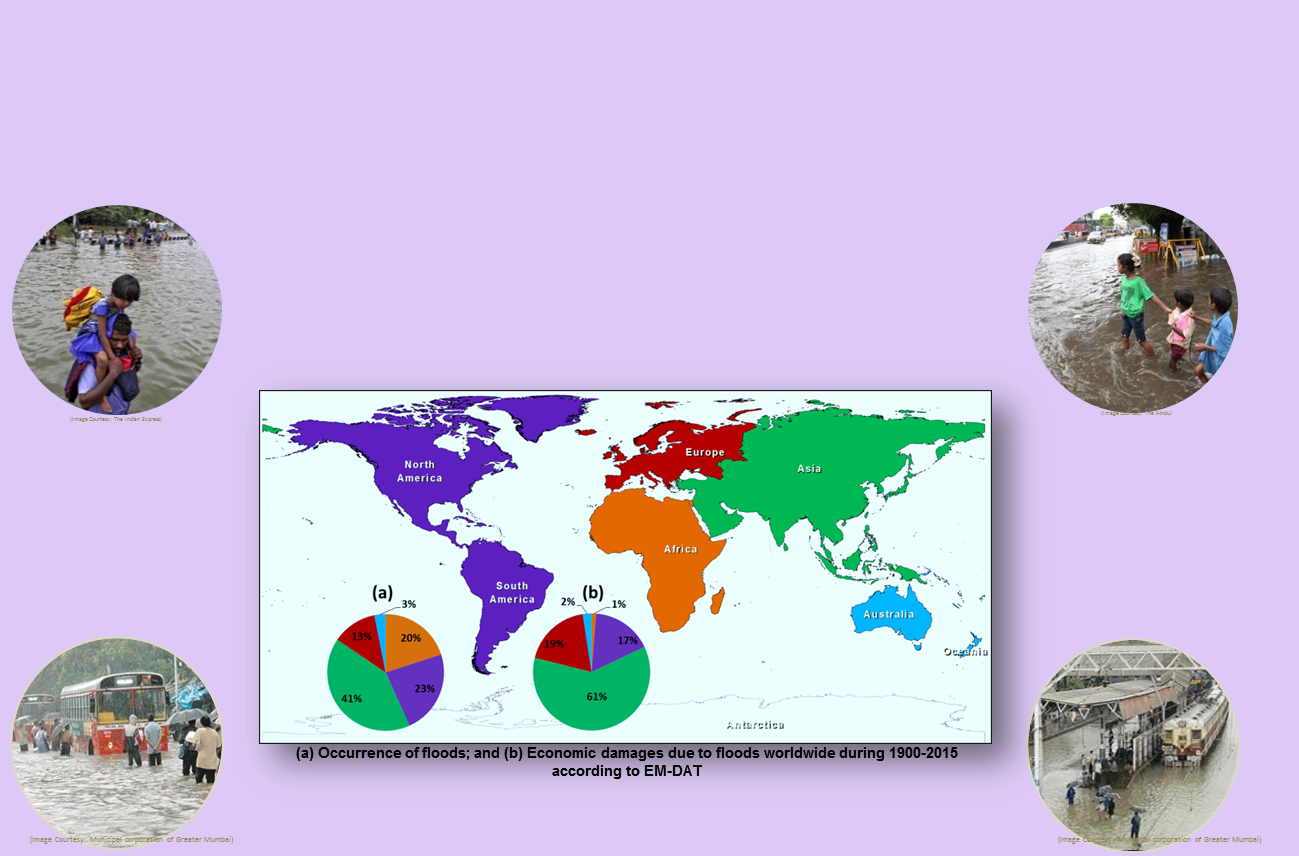 (Image Courtesy: The Indian Express)
(Image Courtesy: The Hindu)
North
America
Europe
Asia
Africa
South
America
Australia
Oceania
Antarctica
(a)
3%
13%
20%
41%
23%
(b)
2%
1%
19%
17%
61%
(a) Occurrence of floods; and (b) Economic damages due to floods worldwide during 1900-2015
according to EM-DAT
(Image Courtesy: Municipal corporation of Greater Mumbai)
(Image Courtesy: Municipal corporation of Greater Mumbai)